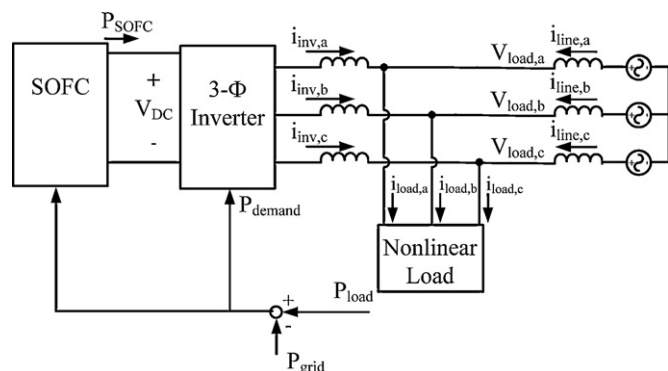 P_SOFC
SOFC
+
V_DC
-
3-Φ
Inverter
i_inv,a
i_inv,b
i_inv,c
V_load,a
V_load,b
V_load,c
i_line,a
i_line,b
i_line,c
i_load,a
i_load,b
i_load,c
Nonlinear
Load
P_demand
+
-
P_load
P_grid